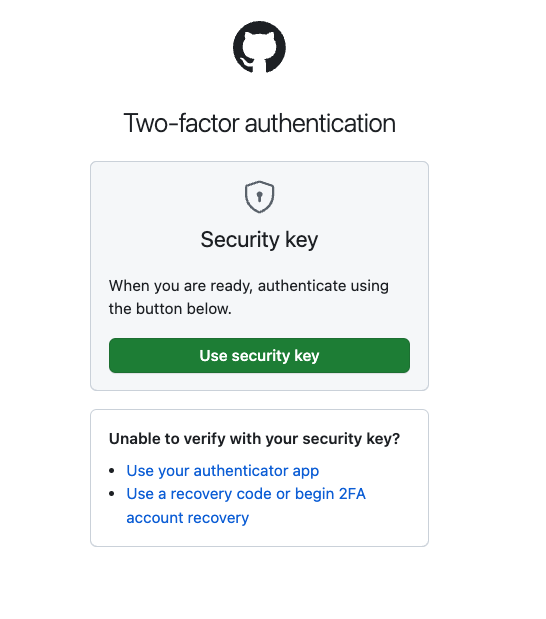 Two-factor authentication
Security key
When you are ready, authenticate using
the button below.
Use security key
Unable to verify with your security key?
• Use your authenticator app
• Use a recovery code or begin 2FA
account recovery